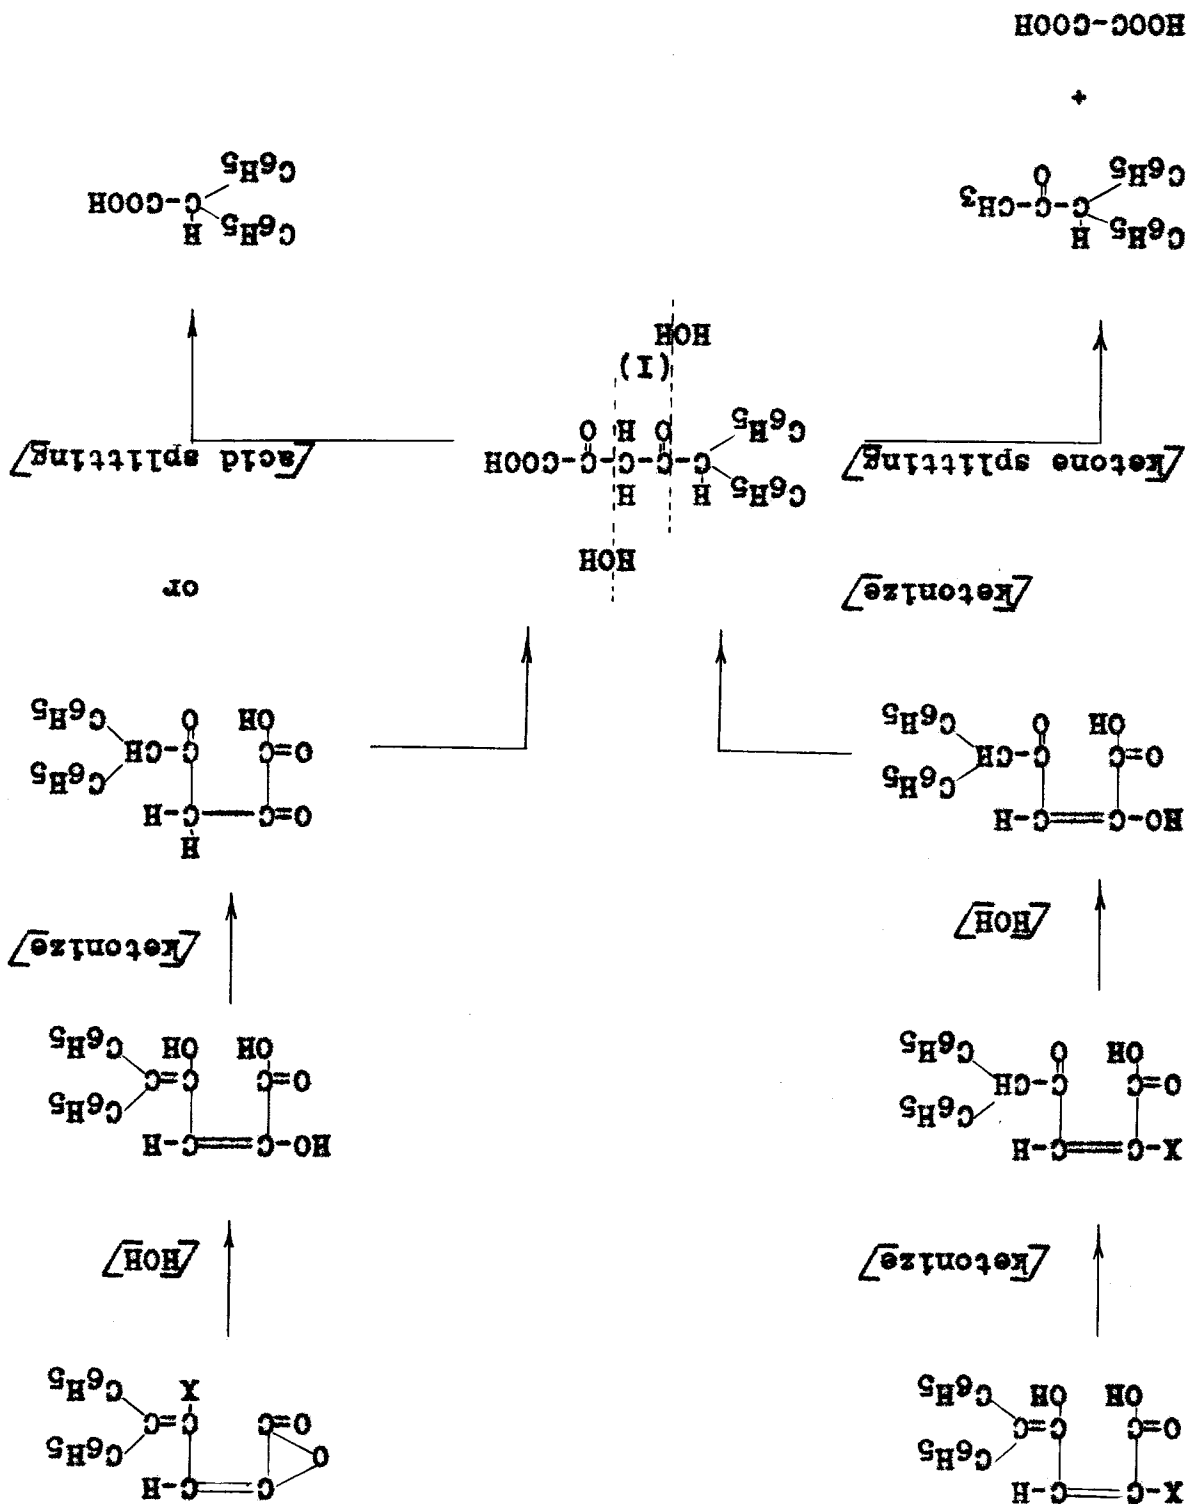 X-C=C-H
C6H5
O=C C=C
OH OH C6H5
C=C-H
O
C6H5
O=C C=C
X C6H5
[ketonize]
[HOH]
X-C=C-H
C6H5
O=C C-CH
OH O C6H5
HO-C=C-H
C6H5
O=C C=C
OH OH C6H5
[HOH]
[ketonize]
HO-C=C-H
C6H5
O=C C-CH
OH O C6H5
H
O=C-C-H
C6H5
O=C C-CH
OH O C6H5
[ketonize]
HOH
or
[ketone splitting]
C6H5 H H
C-C-C-C-COOH
C6H5 O H O
(I)
HOH
[acid splitting]
C6H5 H
C-C-CH3
C6H5 O
+
HOOC-COOH
C6H5 H
C-COOH
C6H5